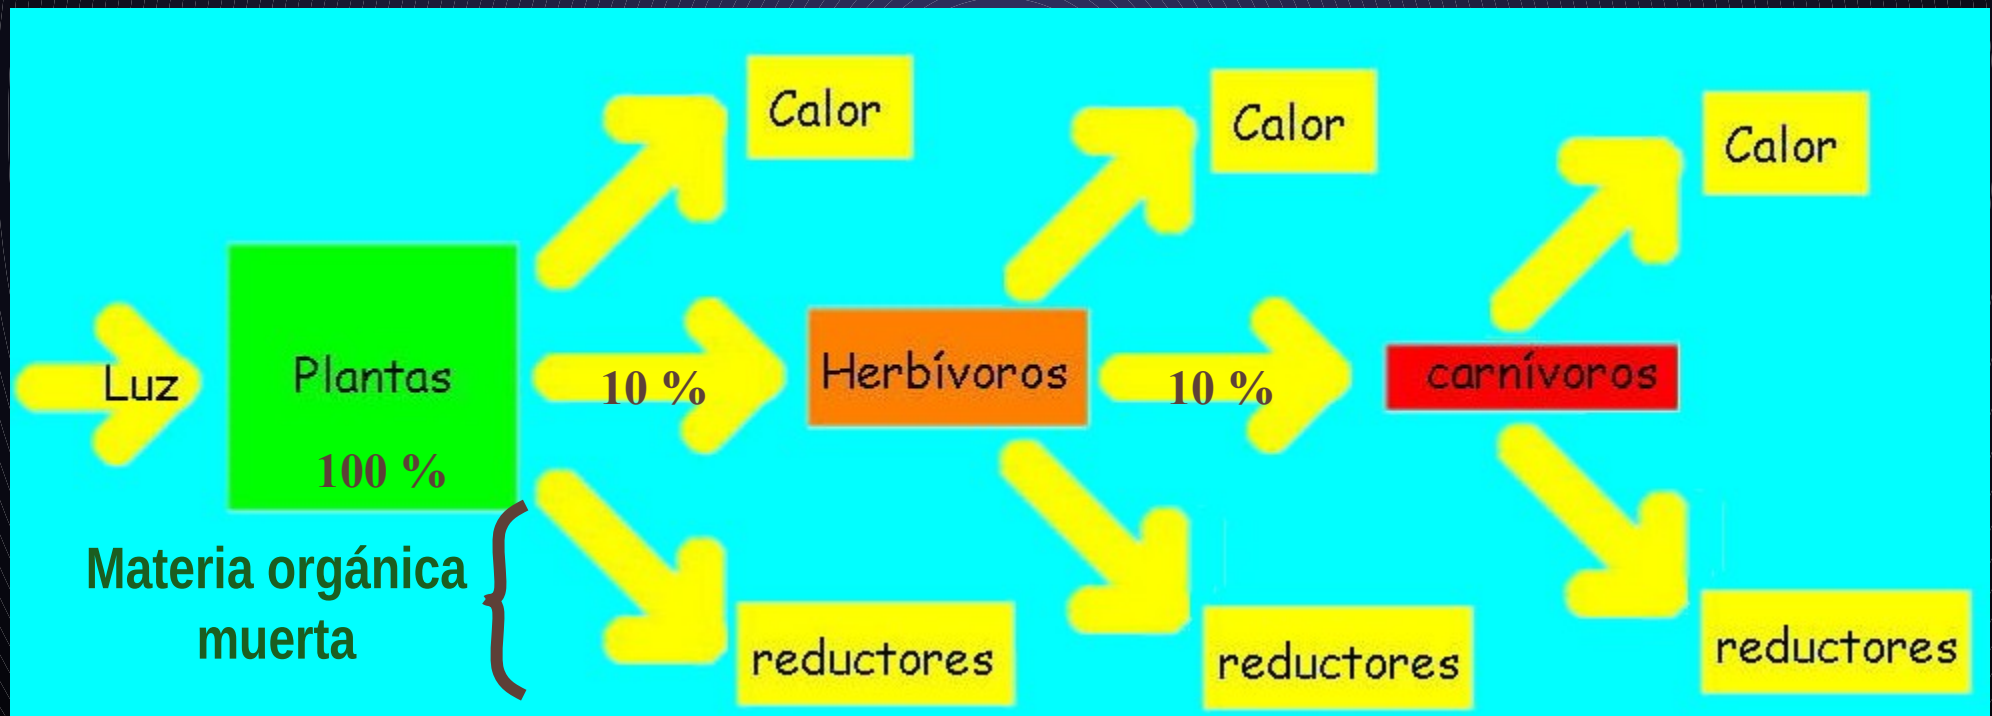 Calor
Calor
Calor
Luz
Plantas
100 %
10 %
Herbívoros
10 %
carnívoros
Materia orgánica
muerta
reductores
reductores
reductores